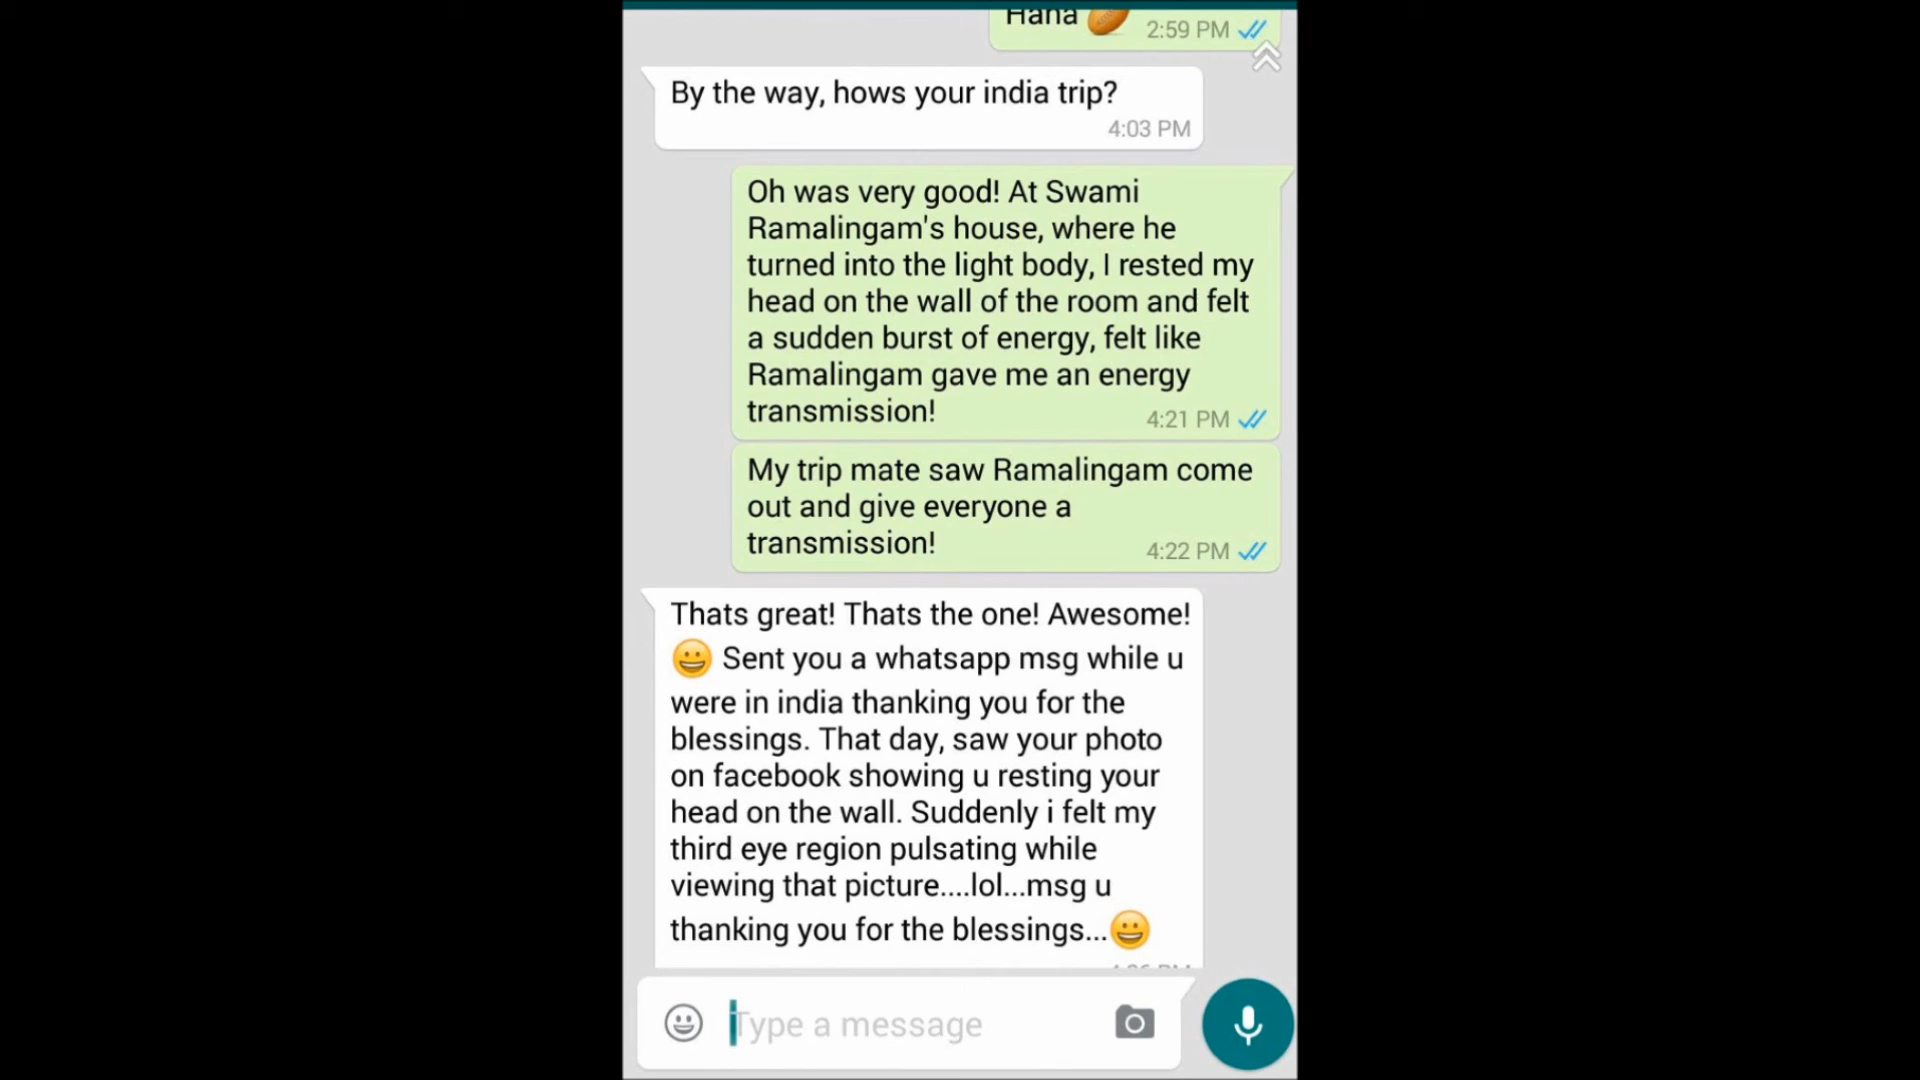 Haha 2:59 PM
By the way, hows your india trip?
4:03 PM
Oh was very good! At Swami
Ramalingam's house, where he
turned into the light body, I rested my
head on the wall of the room and felt
a sudden burst of energy, felt like
Ramalingam gave me an energy
transmission! 4:21 PM
My trip mate saw Ramalingam come
out and give everyone a
transmission! 4:22 PM
Thats great! Thats the one! Awesome!
😀 Sent you a whatsapp msg while u
were in india thanking you for the
blessings. That day, saw your photo
on facebook showing u resting your
head on the wall. Suddenly i felt my
third eye region pulsating while
viewing that picture....lol...msg u
thanking you for the blessings...😀
Type a message